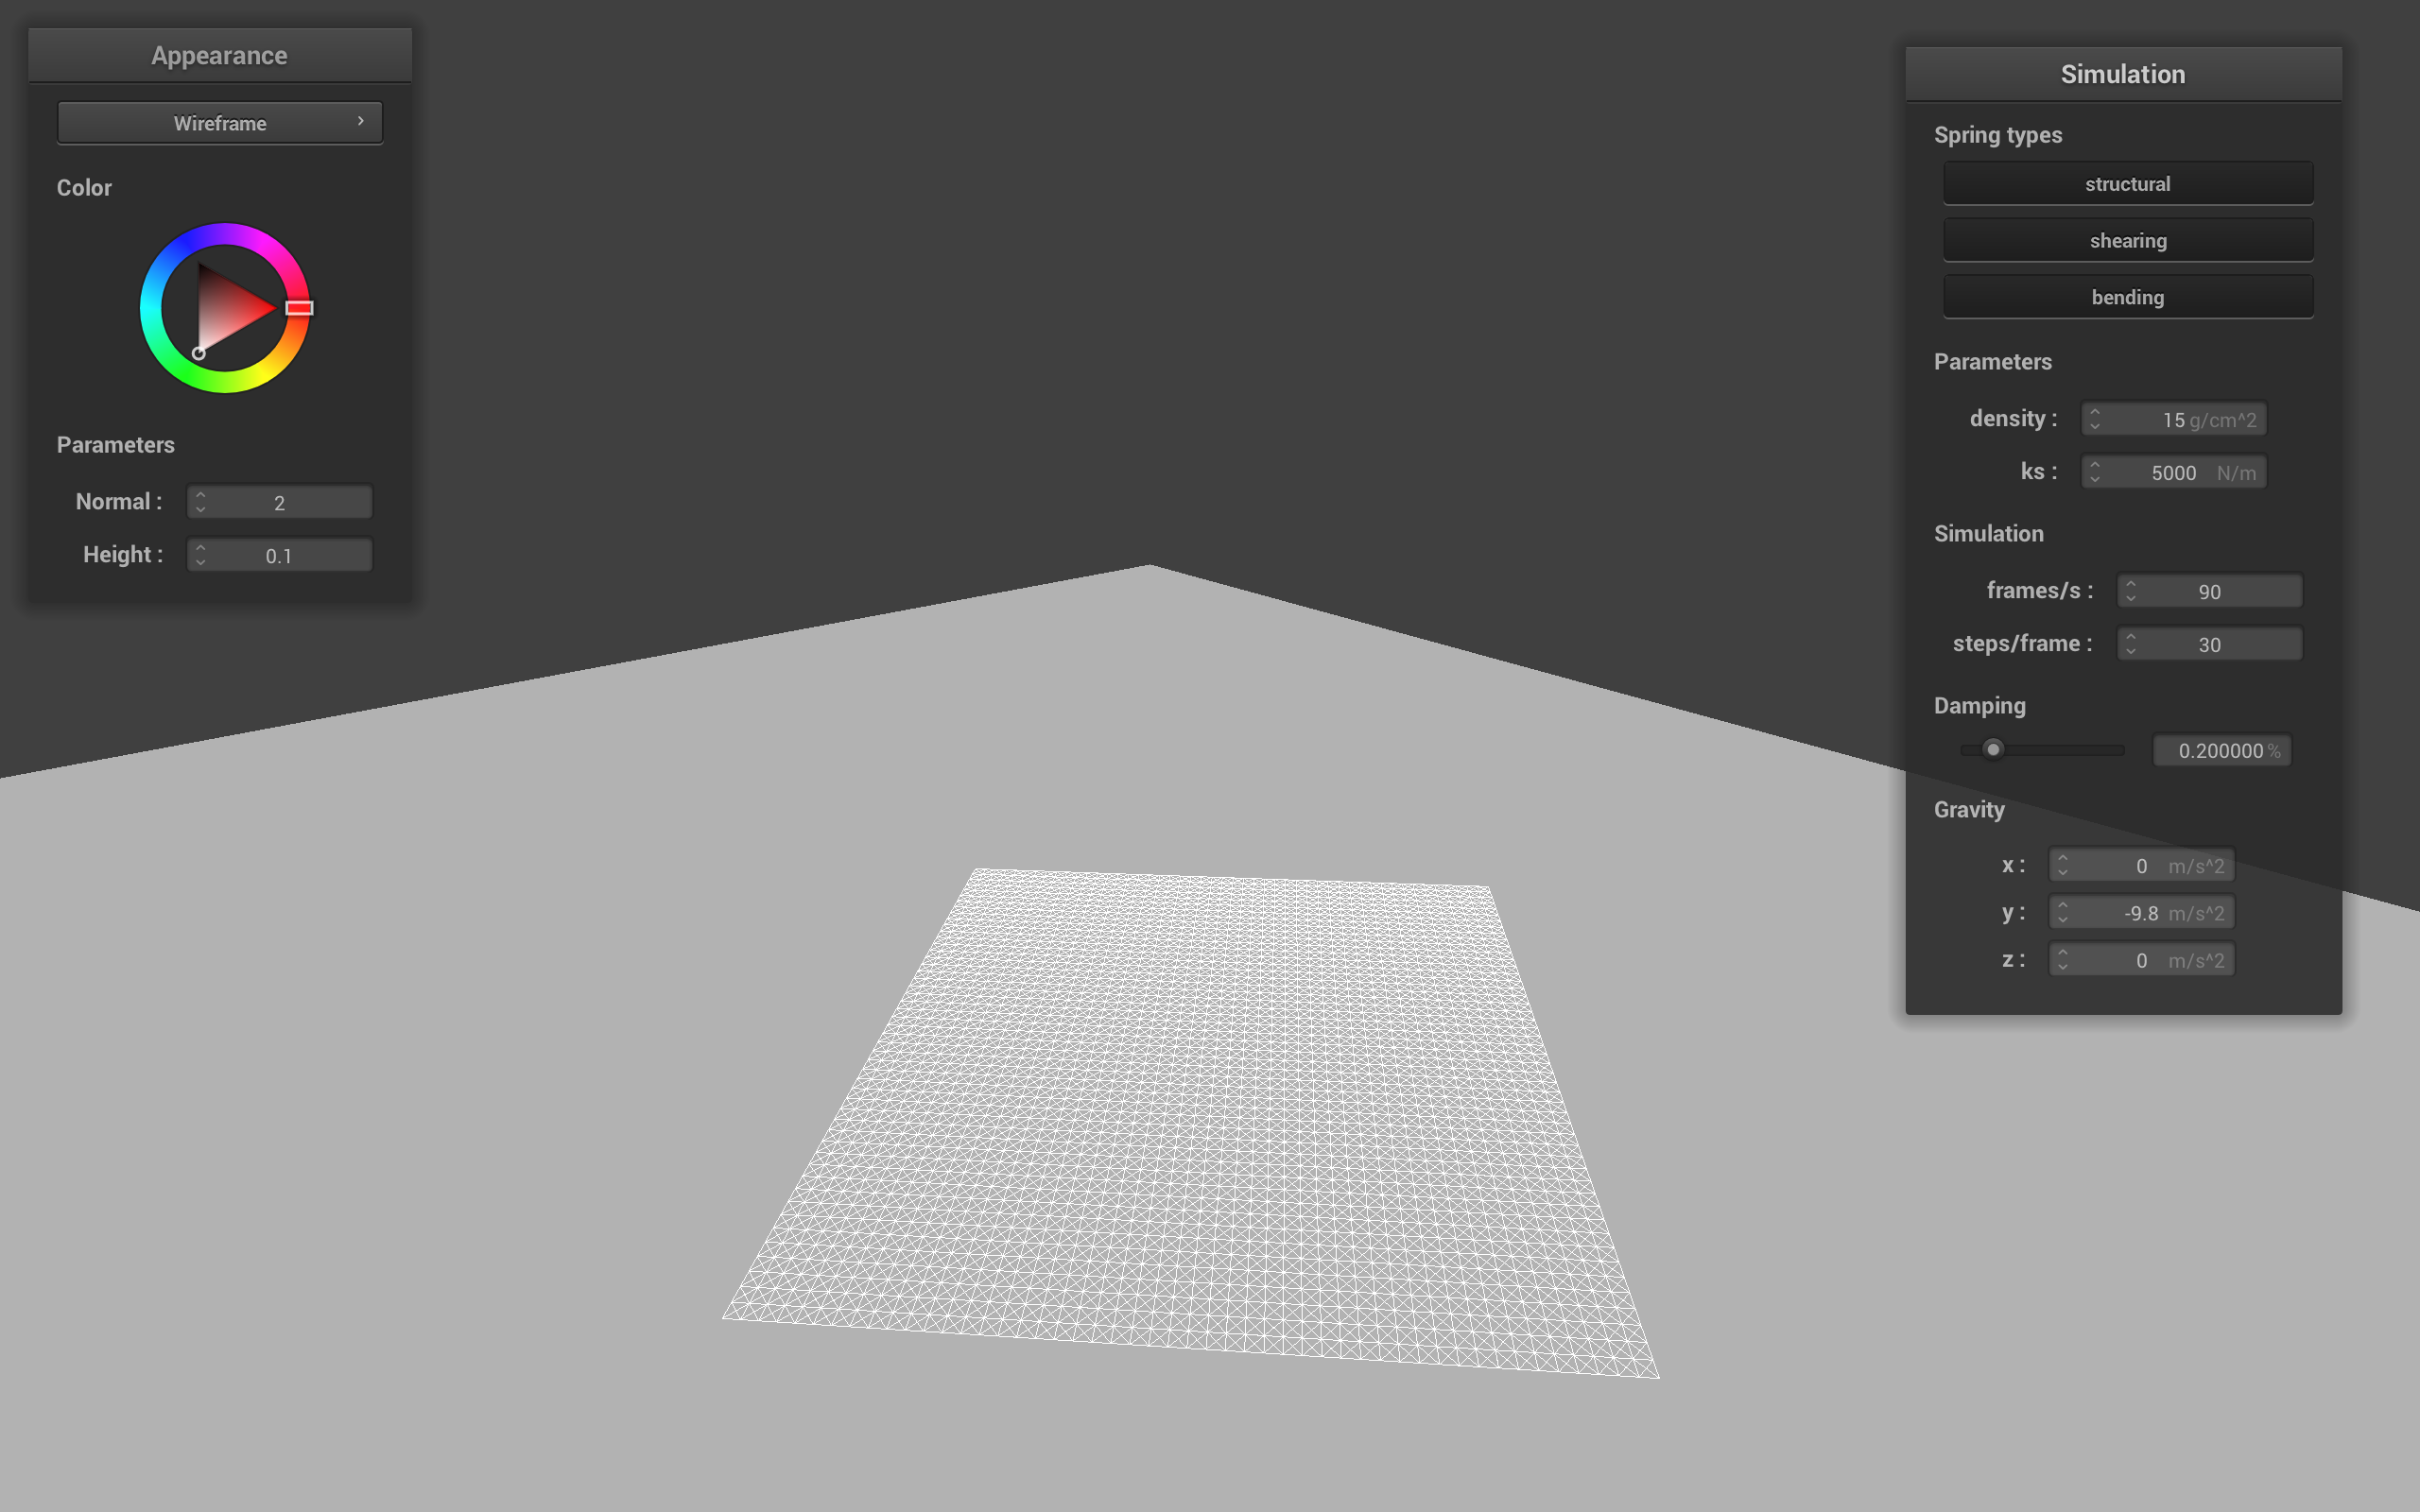 Appearance
Wireframe
Color
Parameters
Normal : 2
Height : 0.1
Simulation
Spring types
structural
shearing
bending
Parameters
density : 15 g/cm^2
ks : 5000 N/m
Simulation
frames/s : 90
steps/frame : 30
Damping
0.200000 %
Gravity
x : 0 m/s^2
y : -9.8 m/s^2
z : 0 m/s^2